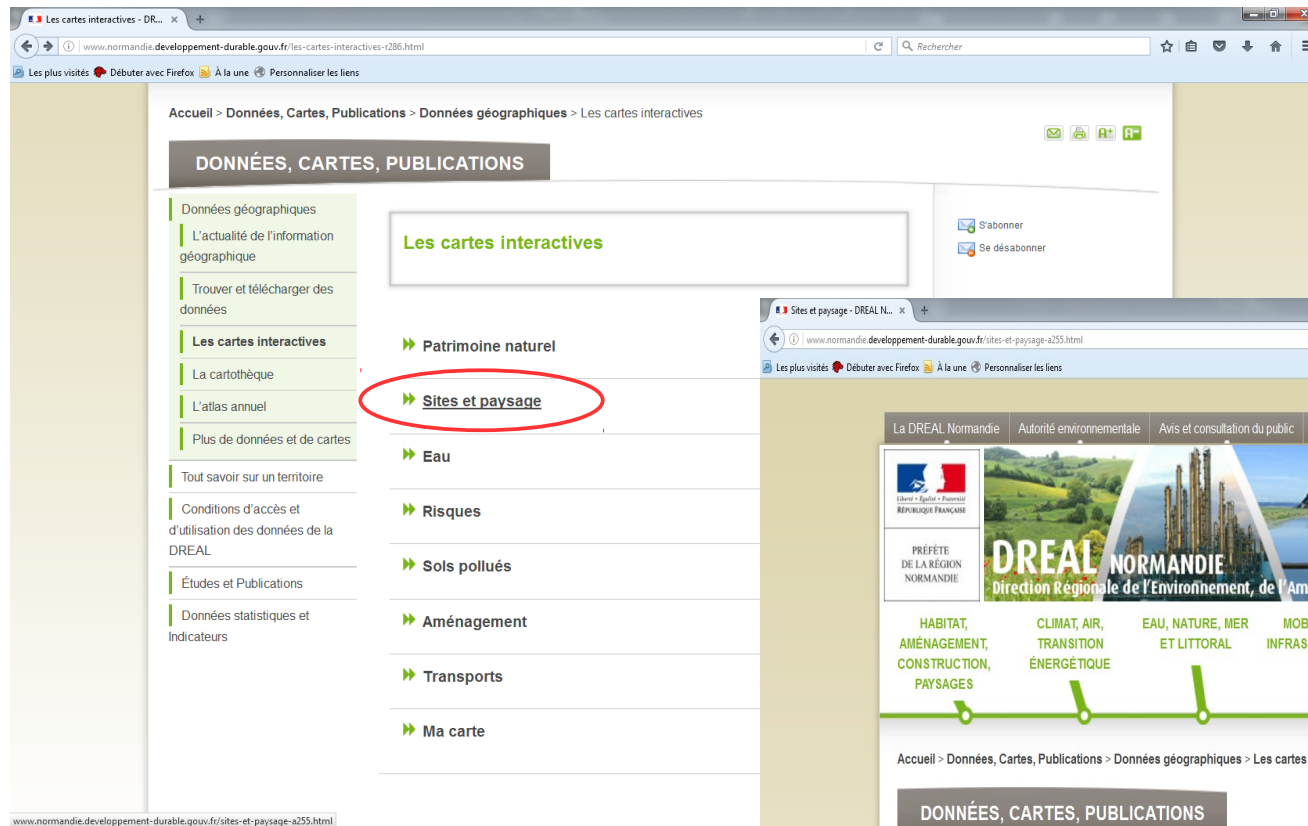 Les cartes interactives - DR... × +
www.normandie.developpement-durable.gouv.fr/les-cartes-interactives-r286.html
Rechercher
Les plus visités Débuter avec Firefox À la une Personnaliser les liens
Accueil > Données, Cartes, Publications > Données géographiques > Les cartes interactives
A+ A-
DONNÉES, CARTES, PUBLICATIONS
Données géographiques
L'actualité de l'information
géographique
Trouver et télécharger des
données
Les cartes interactives
La cartothèque
L'atlas annuel
Plus de données et de cartes
Tout savoir sur un territoire
Conditions d'accès et
d'utilisation des données de la
DREAL
Études et Publications
Données statistiques et
Indicateurs
Les cartes interactives
Patrimoine naturel
Sites et paysage
Eau
Risques
Sols pollués
Aménagement
Transports
Ma carte
S'abonner
Se désabonner
www.normandie.developpement-durable.gouv.fr/sites-et-paysage-a255.html
Sites et paysage - DREAL N... × +
www.normandie.developpement-durable.gouv.fr/sites-et-paysage-a255.html
Les plus visités Débuter avec Firefox À la une Personnaliser les liens
La DREAL Normandie Autorité environnementale Avis et consultation du public
Liberté • Égalité • Fraternité
RÉPUBLIQUE FRANÇAISE
PRÉFÈTE
DE LA RÉGION
NORMANDIE
DREAL NORMANDIE
Direction Régionale de l'Environnement, de l'Am
HABITAT,
AMÉNAGEMENT,
CONSTRUCTION,
PAYSAGES
CLIMAT, AIR,
TRANSITION
ÉNERGÉTIQUE
EAU, NATURE, MER
ET LITTORAL
MOB
INFRAS
Accueil > Données, Cartes, Publications > Données géographiques > Les cartes
DONNÉES, CARTES, PUBLICATIONS